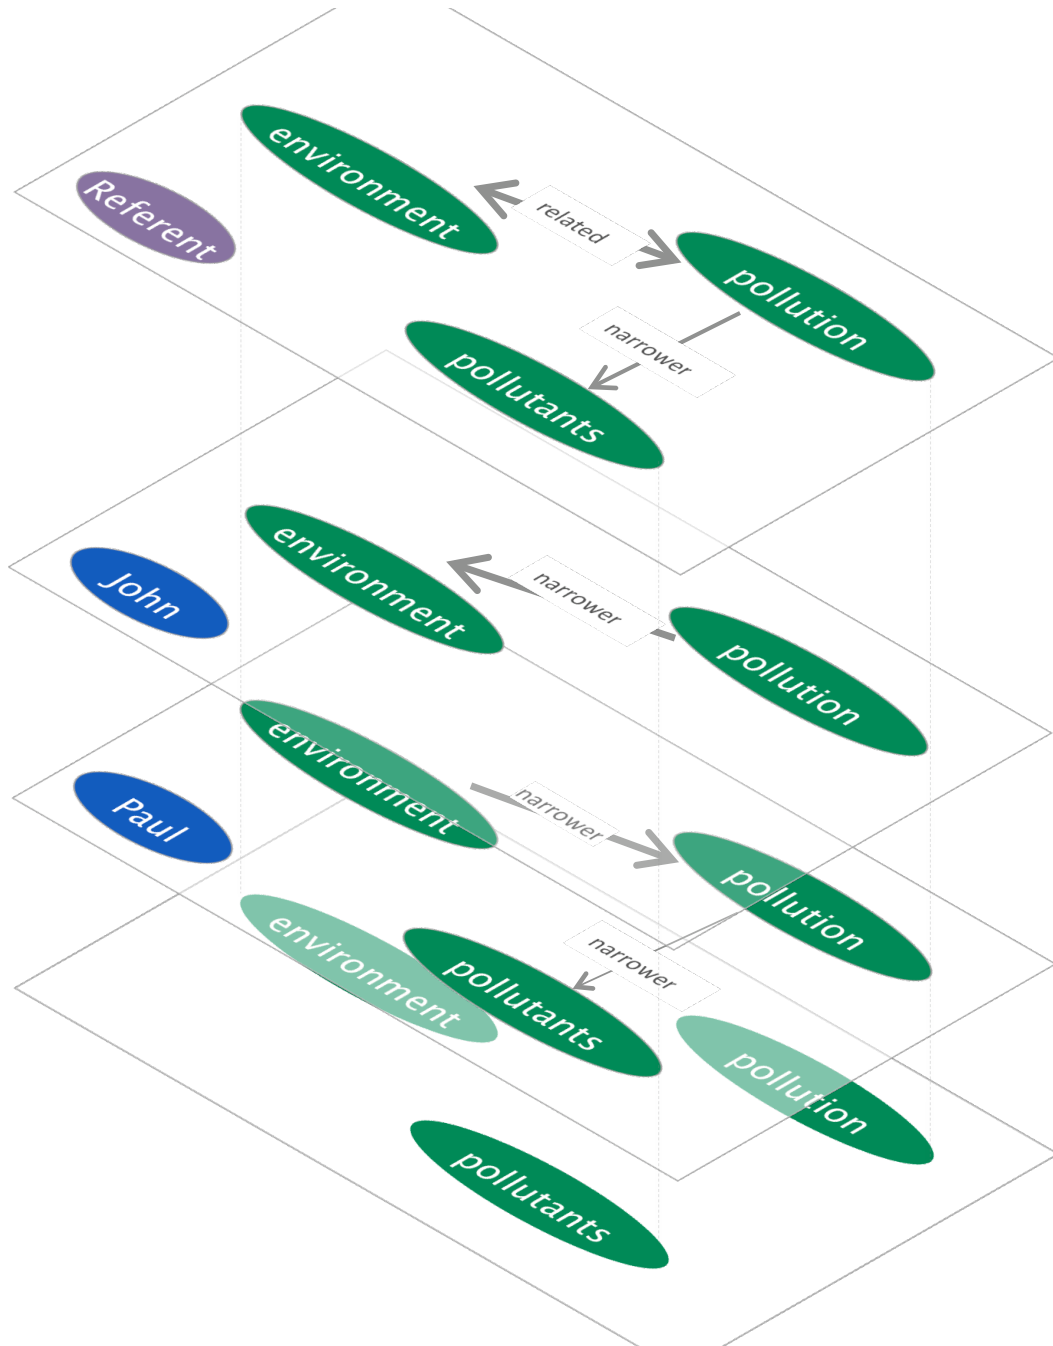 environment
Referent
related
pollution
narrower
pollutants
environment
John
narrower
pollution
environment
Paul
narrower
pollution
environment
pollutants
narrower
pollution
pollutants